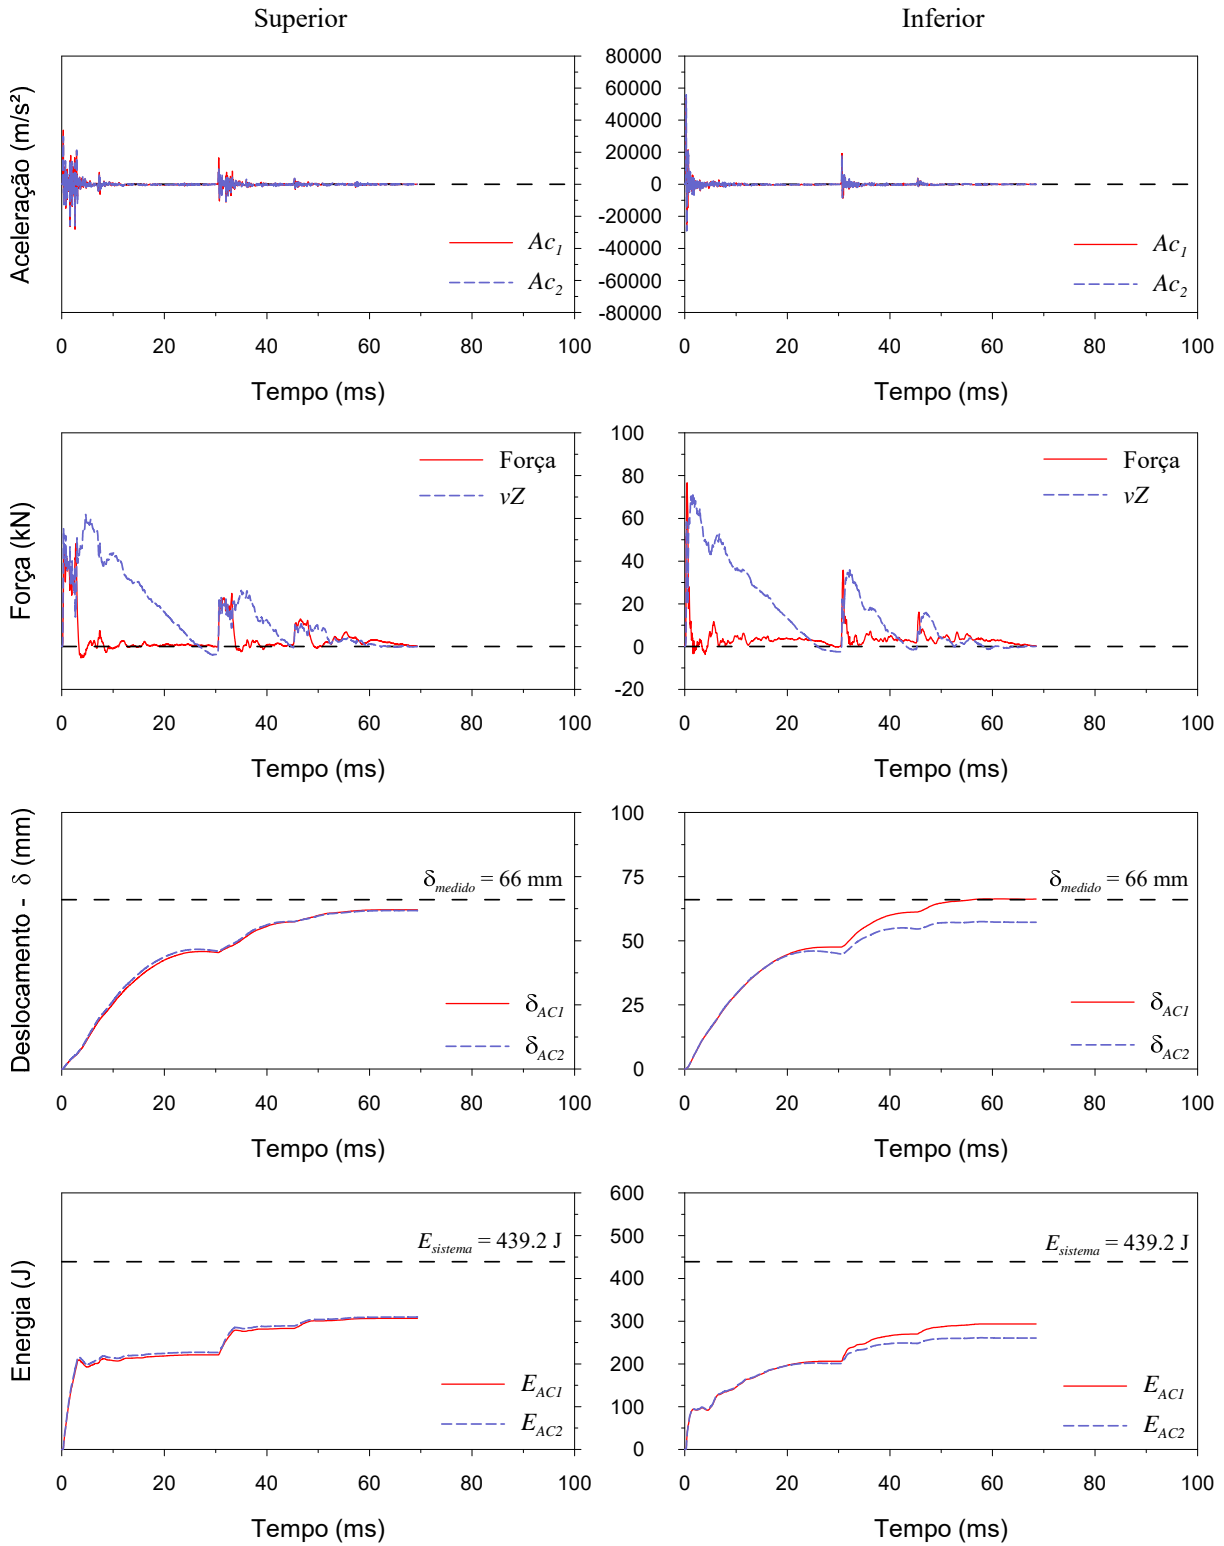 Superior Inferior
Aceleração (m/s²)
80000
60000
40000
20000
0
-20000
-40000
-60000
-80000
Ac1 Ac1
Ac2 Ac2
0 20 40 60 80 100 0 20 40 60 80 100
Tempo (ms) Tempo (ms)
Força (kN)
100
80
60
40
20
0
-20
Força Força
vZ vZ
0 20 40 60 80 100 0 20 40 60 80 100
Tempo (ms) Tempo (ms)
Deslocamento - δ (mm)
100
75
50
25
0
δmedido = 66 mm δmedido = 66 mm
δAC1 δAC1
δAC2 δAC2
0 20 40 60 80 100 0 20 40 60 80 100
Tempo (ms) Tempo (ms)
Energia (J)
600
500
400
300
200
100
0
Esistema = 439.2 J Esistema = 439.2 J
EAC1 EAC1
EAC2 EAC2
0 20 40 60 80 100 0 20 40 60 80 100
Tempo (ms) Tempo (ms)